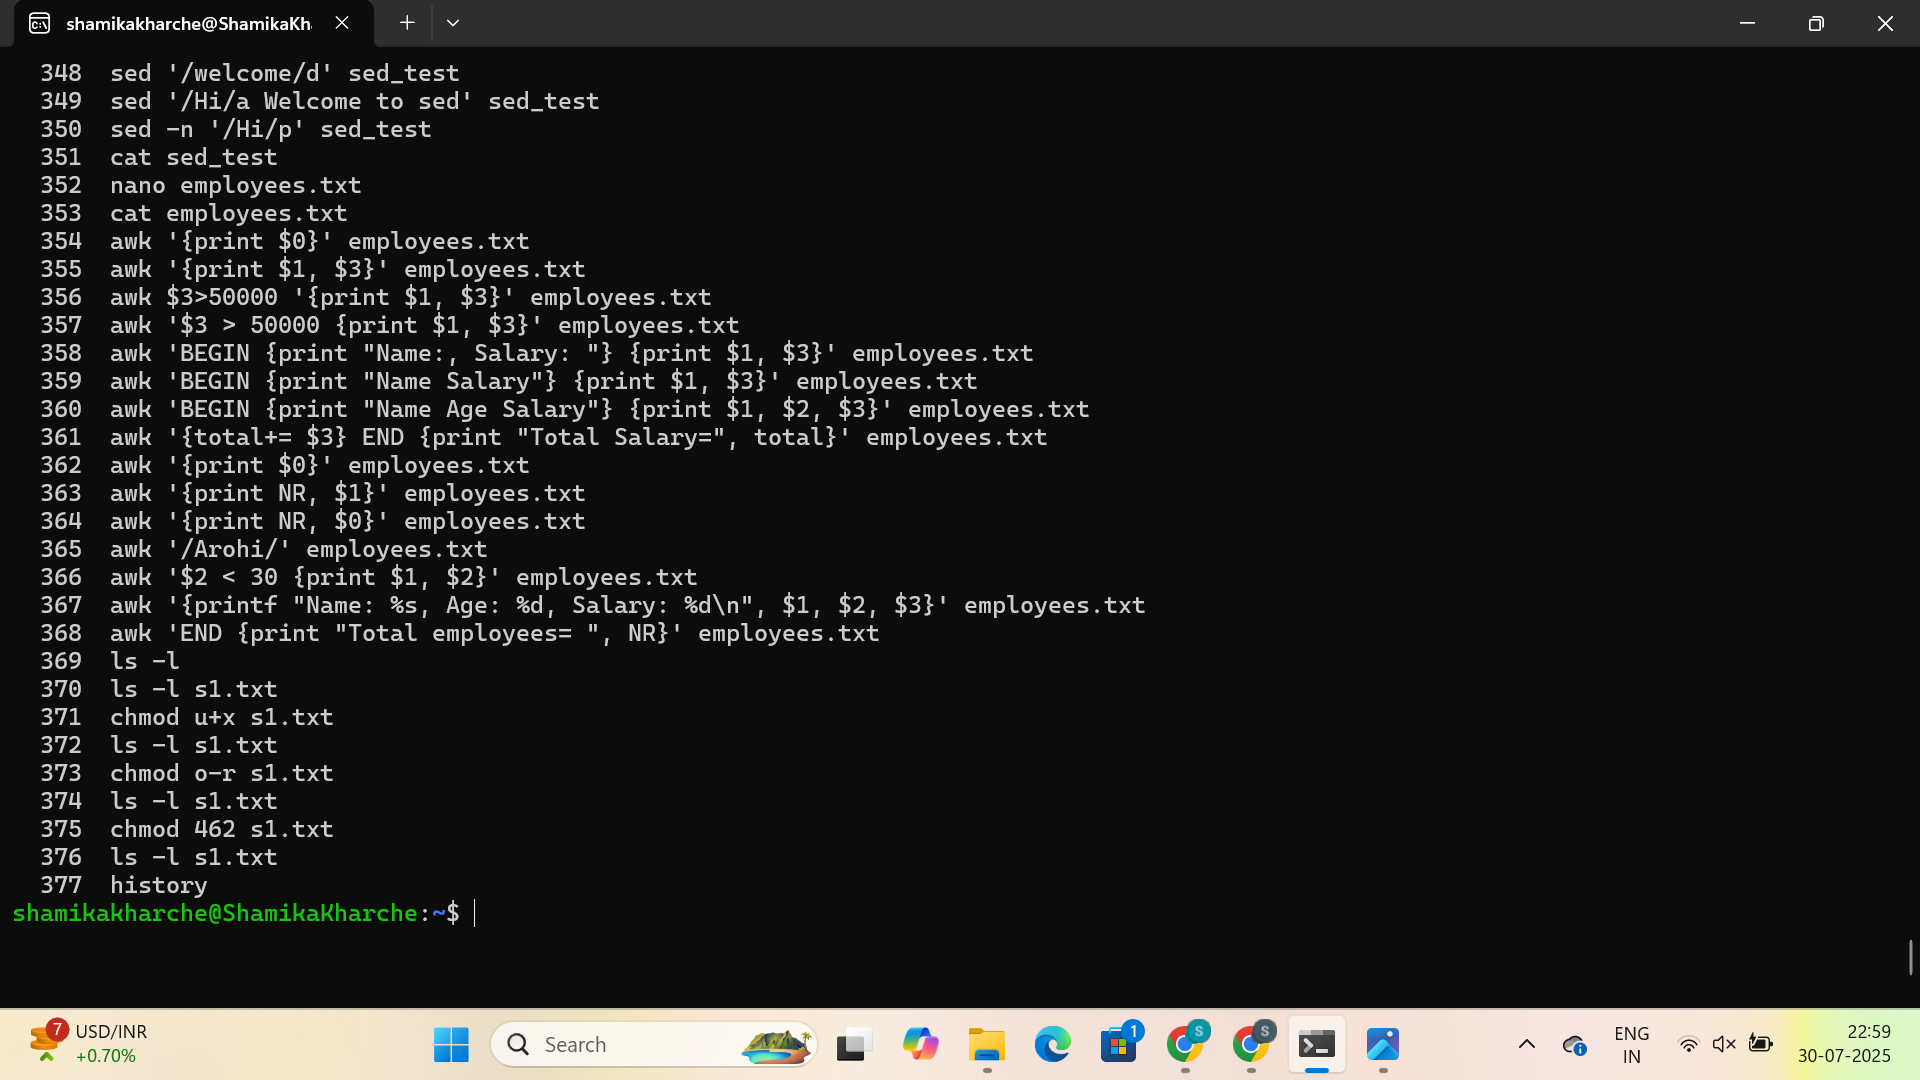 shamikakharche@ShamikaKh
348 sed '/welcome/d' sed_test
349 sed '/Hi/a Welcome to sed' sed_test
350 sed -n '/Hi/p' sed_test
351 cat sed_test
352 nano employees.txt
353 cat employees.txt
354 awk '{print $0}' employees.txt
355 awk '{print $1, $3}' employees.txt
356 awk $3>50000 '{print $1, $3}' employees.txt
357 awk '$3 > 50000 {print $1, $3}' employees.txt
358 awk 'BEGIN {print "Name:, Salary: "} {print $1, $3}' employees.txt
359 awk 'BEGIN {print "Name Salary"} {print $1, $3}' employees.txt
360 awk 'BEGIN {print "Name Age Salary"} {print $1, $2, $3}' employees.txt
361 awk '{total+= $3} END {print "Total Salary=", total}' employees.txt
362 awk '{print $0}' employees.txt
363 awk '{print NR, $1}' employees.txt
364 awk '{print NR, $0}' employees.txt
365 awk '/Arohi/' employees.txt
366 awk '$2 < 30 {print $1, $2}' employees.txt
367 awk '{printf "Name: %s, Age: %d, Salary: %d\n", $1, $2, $3}' employees.txt
368 awk 'END {print "Total employees= ", NR}' employees.txt
369 ls -l
370 ls -l s1.txt
371 chmod u+x s1.txt
372 ls -l s1.txt
373 chmod o-r s1.txt
374 ls -l s1.txt
375 chmod 462 s1.txt
376 ls -l s1.txt
377 history
shamikakharche@ShamikaKharche:~$
7 USD/INR
+0.70%
Search
1
S
S
ENG
IN
22:59
30-07-2025